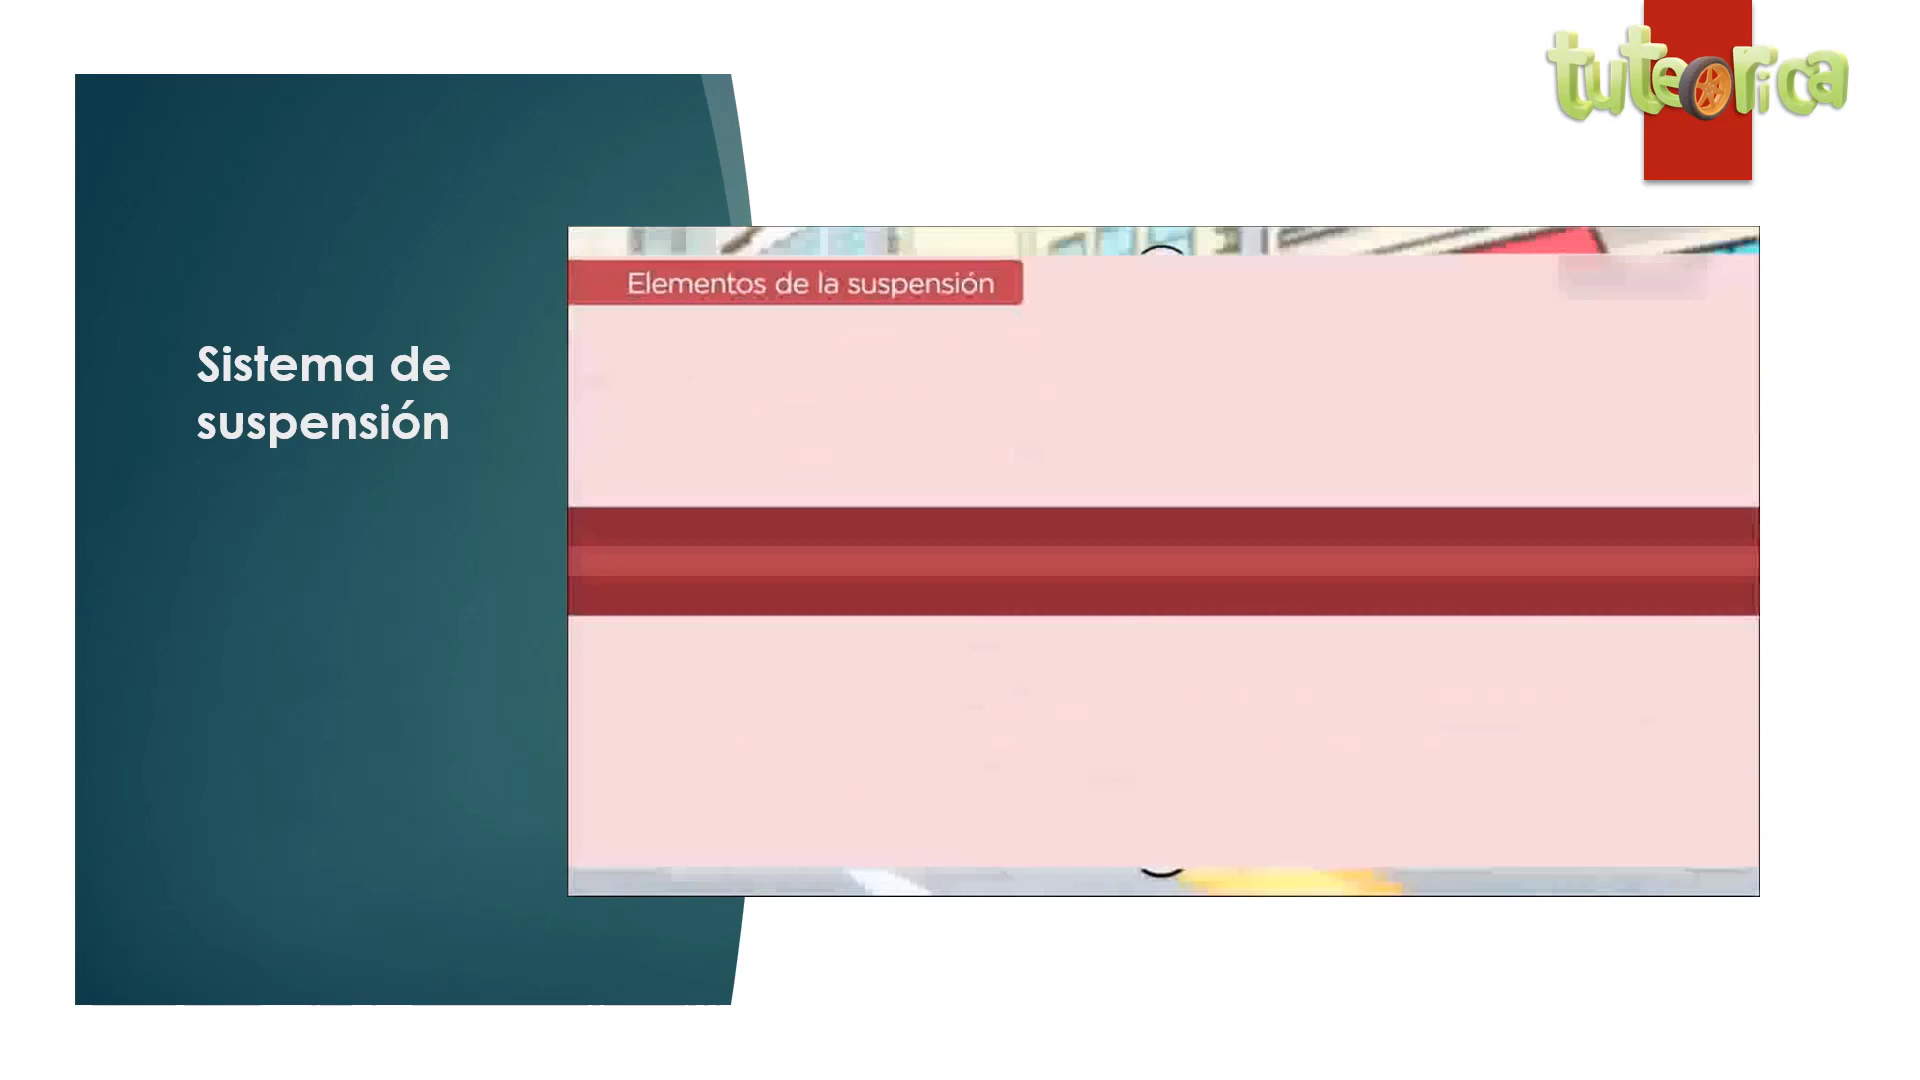 tuteorica
Elementos de la suspensión
Sistema de
suspensión